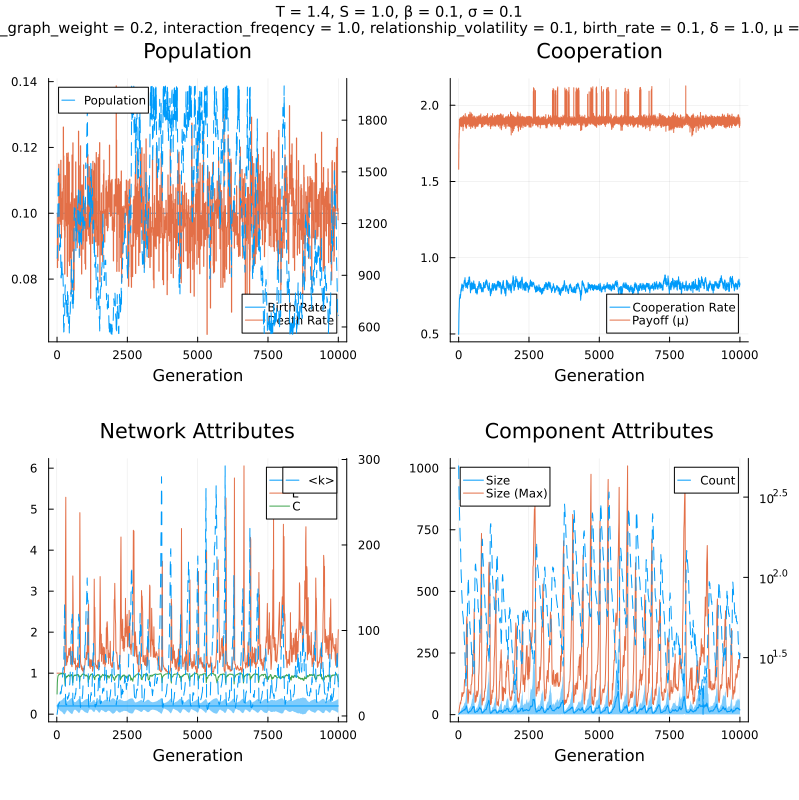 T = 1.4, S = 1.0, β = 0.1, σ = 0.1
_graph_weight = 0.2, interaction_freqency = 1.0, relationship_volatility = 0.1, birth_rate = 0.1, δ = 1.0, μ =
Population
Cooperation
0.14
0.12
0.10
0.08
Population
1800
1500
1200
900
600
Birth Rate
Death Rate
0 2500 5000 7500 10000
Generation
2.0
1.5
1.0
0.5
Cooperation Rate
Payoff (μ)
0 2500 5000 7500 10000
Generation
Network Attributes
Component Attributes
6
5
4
3
2
1
0
<k>
L
C
300
200
100
0
0 2500 5000 7500 10000
Generation
1000
750
500
250
0
Size
Size (Max)
Count
10^2.5
10^2.0
10^1.5
0 2500 5000 7500 10000
Generation